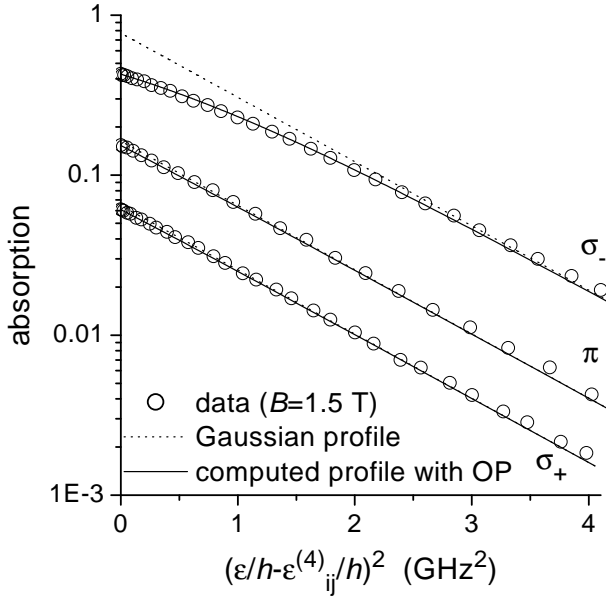 1
0.1
0.01
1E-3
absorption
σ-
π
σ+
data (B=1.5 T)
Gaussian profile
computed profile with OP
0 1 2 3 4
(ε/h-ε(4)ij/h)2 (GHz2)